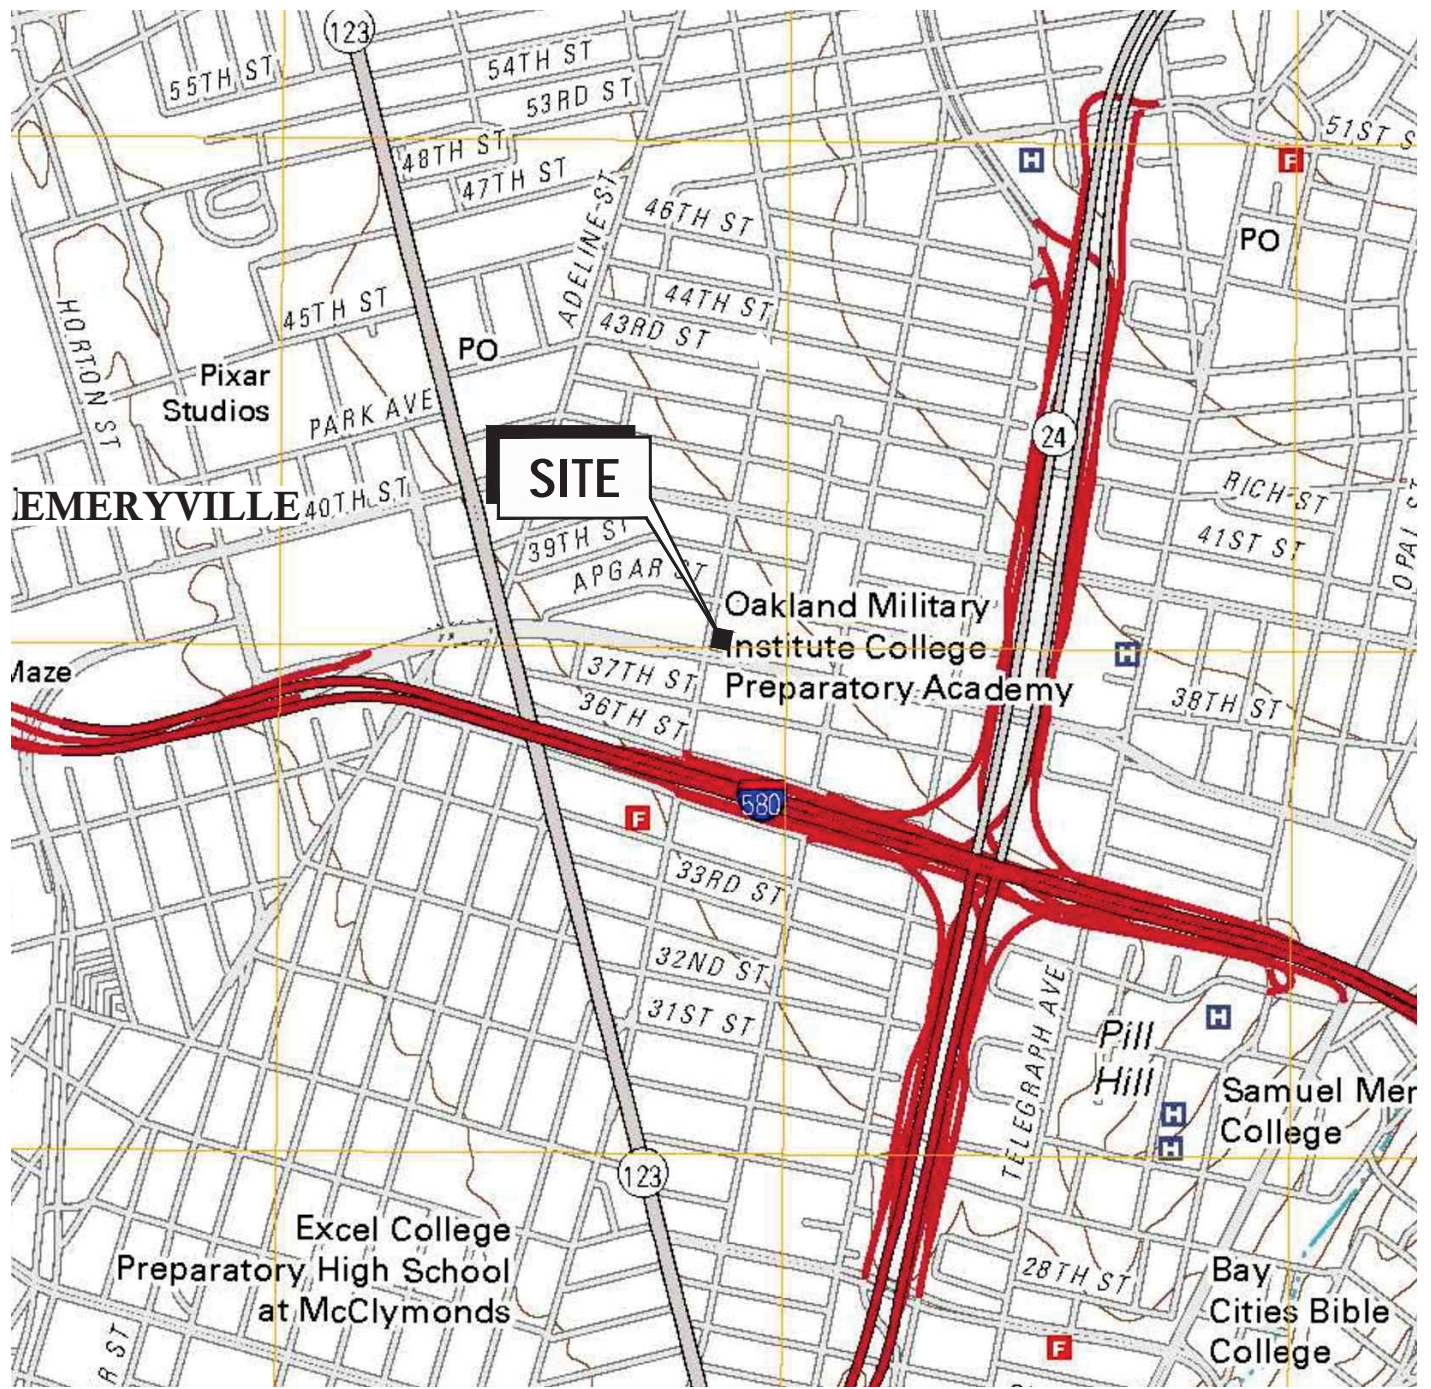 123
55TH ST
54TH ST
53RD ST
51ST S
48TH ST
47TH ST
H
F
ADELINE ST
46TH ST
PO
HORTON ST
45TH ST
44TH ST
43RD ST
PO
Pixar
Studios
PARK AVE
24
SITE
RICH ST
EMERYVILLE
40TH ST
41ST ST
OPAL ST
39TH ST
APGAR ST
Oakland Military
Institute College
Preparatory Academy
H
Maze
37TH ST
36TH ST
38TH ST
580
F
33RD ST
32ND ST
31ST ST
TELEGRAPH AVE
H
Pill
Hill
Samuel Mer
College
H
H
123
Excel College
Preparatory High School
at McClymonds
28TH ST
Bay
Cities Bible
College
F
R ST